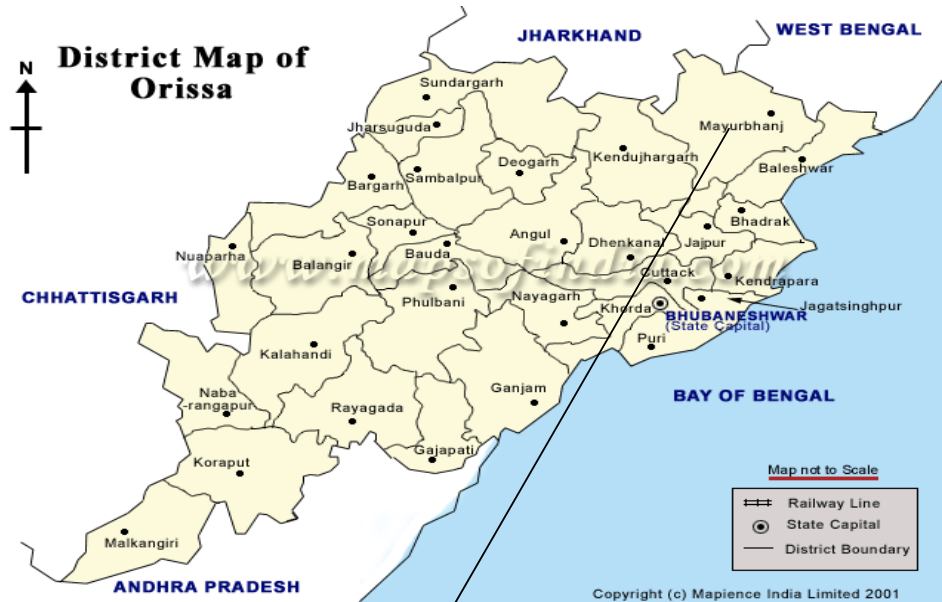 JHARKHAND
WEST BENGAL
District Map of
Orissa
N
Sundargarh
Jharsuguda
Mayurbhanj
Deogarh
Kendujhargarh
Baleshwar
Sambalpur
Bargarh
Sonapur
Bhadrak
Angul
Dhenkanal
Jajpur
Nuaparha
Balangir
Bauda
www.mapsofindia.com
Cuttack
Kendrapara
CHHATTISGARH
Phulbani
Nayagarh
Khorda
Jagatsinghpur
BHUBANESHWAR
(State Capital)
Puri
Kalahandi
Naba
-rangapur
Rayagada
Ganjam
BAY OF BENGAL
Gajapati
Koraput
Map not to Scale
Railway Line
State Capital
District Boundary
Malkangiri
ANDHRA PRADESH
Copyright (c) Mapience India Limited 2001